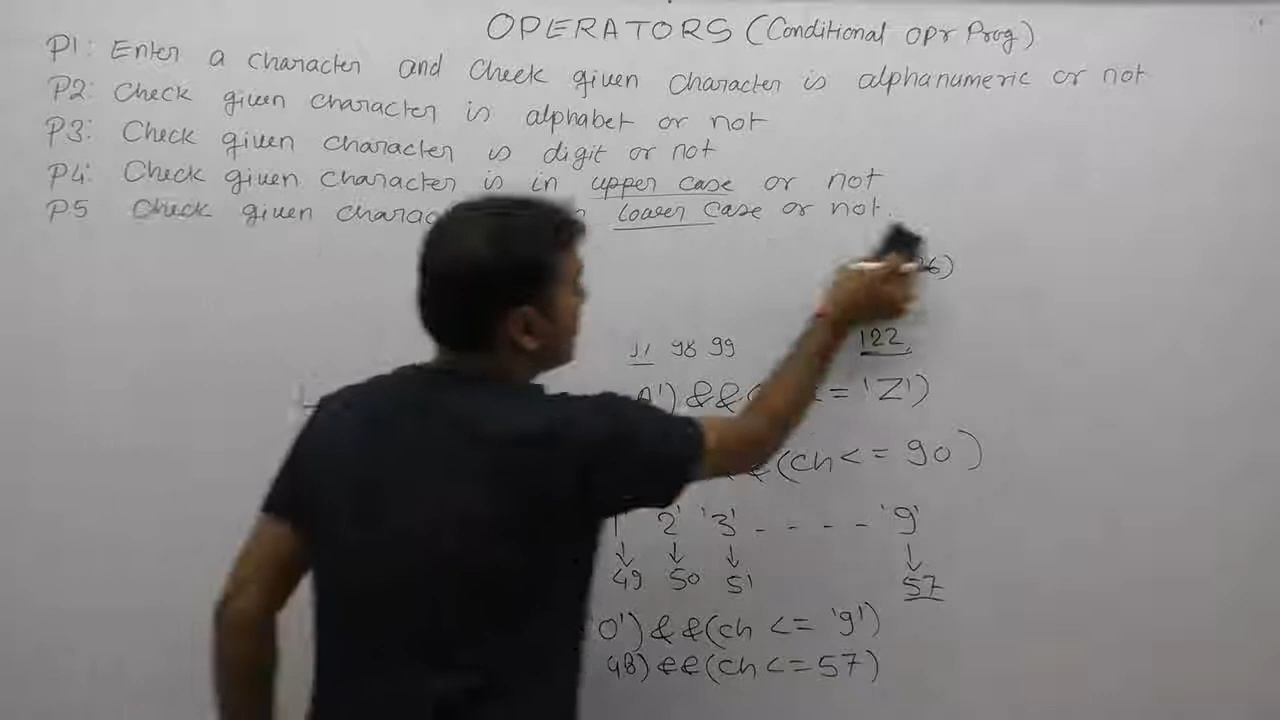 OPERATORS (Conditional opr Prog)
P1: Enter a character and check given character is alphanumeric or not
P2: Check given character is alphabet or not
P3: Check given character is digit or not
P4: Check given character is in upper case or not
P5 Check given charac lower case or not.
6)
98 99 122
') && = 'Z')
(ch <= 90)
2' '3' - - - - '9'
49 50 51 57
0') && (ch <= '9')
48) && (ch <= 57)